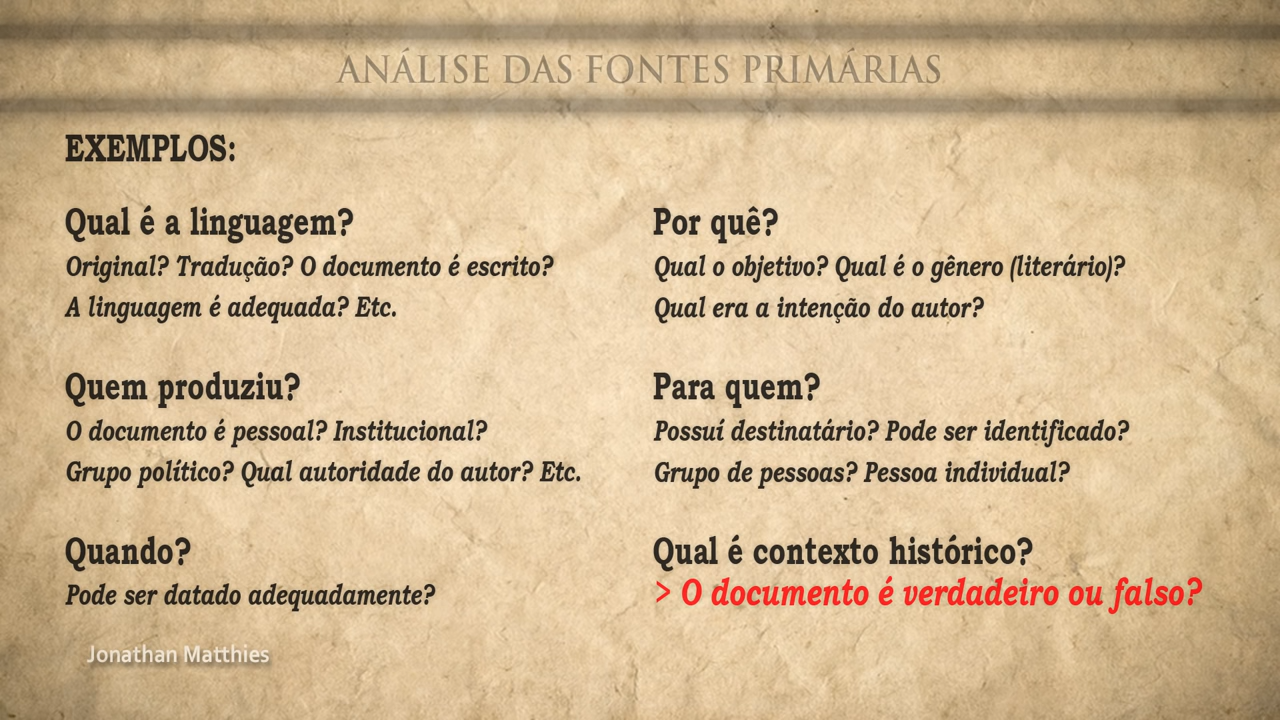 ANÁLISE DAS FONTES PRIMÁRIAS
EXEMPLOS:
Qual é a linguagem?
Original? Tradução? O documento é escrito?
A linguagem é adequada? Etc.
Quem produziu?
O documento é pessoal? Institucional?
Grupo político? Qual autoridade do autor? Etc.
Quando?
Pode ser datado adequadamente?
Por quê?
Qual o objetivo? Qual é o gênero (literário)?
Qual era a intenção do autor?
Para quem?
Possuí destinatário? Pode ser identificado?
Grupo de pessoas? Pessoa individual?
Qual é contexto histórico?
> O documento é verdadeiro ou falso?
Jonathan Matthies